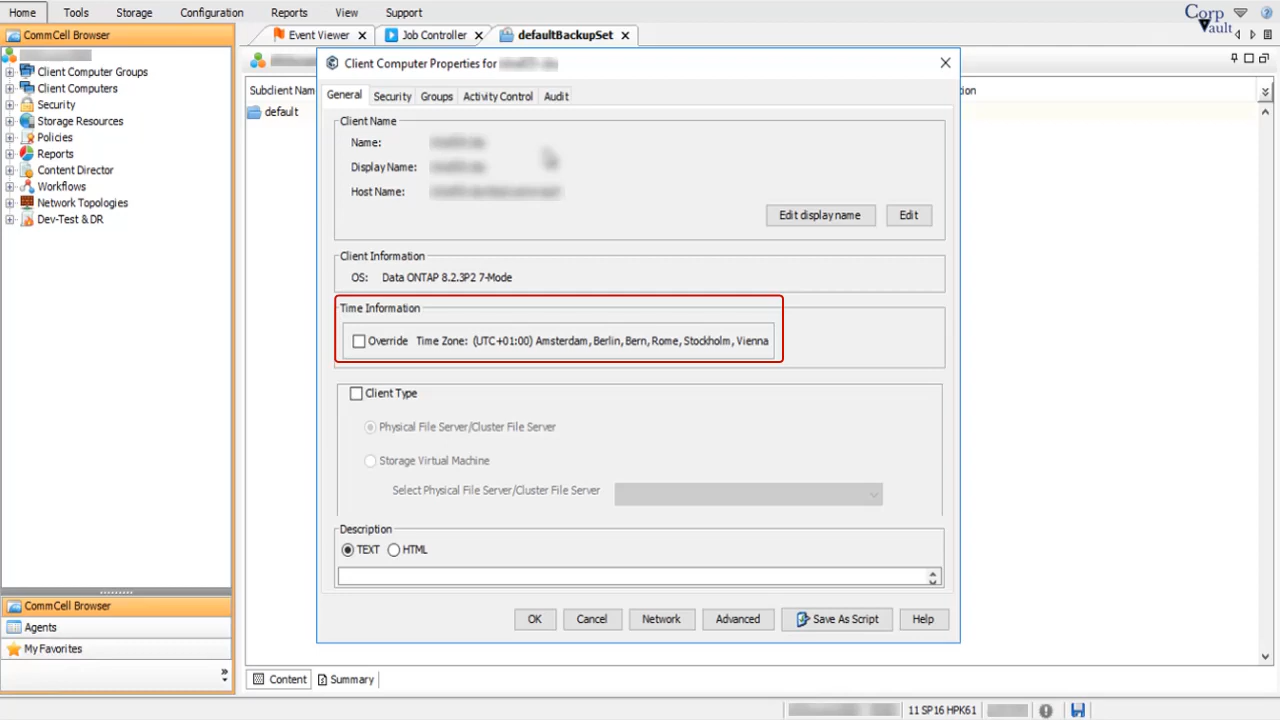 Home Tools Storage Configuration Reports View Support
Corp Vault
CommCell Browser
Event Viewer Job Controller defaultBackupSet
Client Computer Groups
Client Computers
Security
Storage Resources
Policies
Reports
Content Director
Workflows
Network Topologies
Dev-Test & DR
Subclient Nam
default
Client Computer Properties for
General Security Groups Activity Control Audit
Client Name
Name:
Display Name:
Host Name:
Edit display name Edit
Client Information
OS: Data ONTAP 8.2.3P2 7-Mode
Time Information
Override Time Zone: (UTC+01:00) Amsterdam, Berlin, Bern, Rome, Stockholm, Vienna
Client Type
Physical File Server/Cluster File Server
Storage Virtual Machine
Select Physical File Server/Cluster File Server
Description
TEXT HTML
OK Cancel Network Advanced Save As Script Help
CommCell Browser
Agents
My Favorites
Content Summary
11 SP16 HPK61